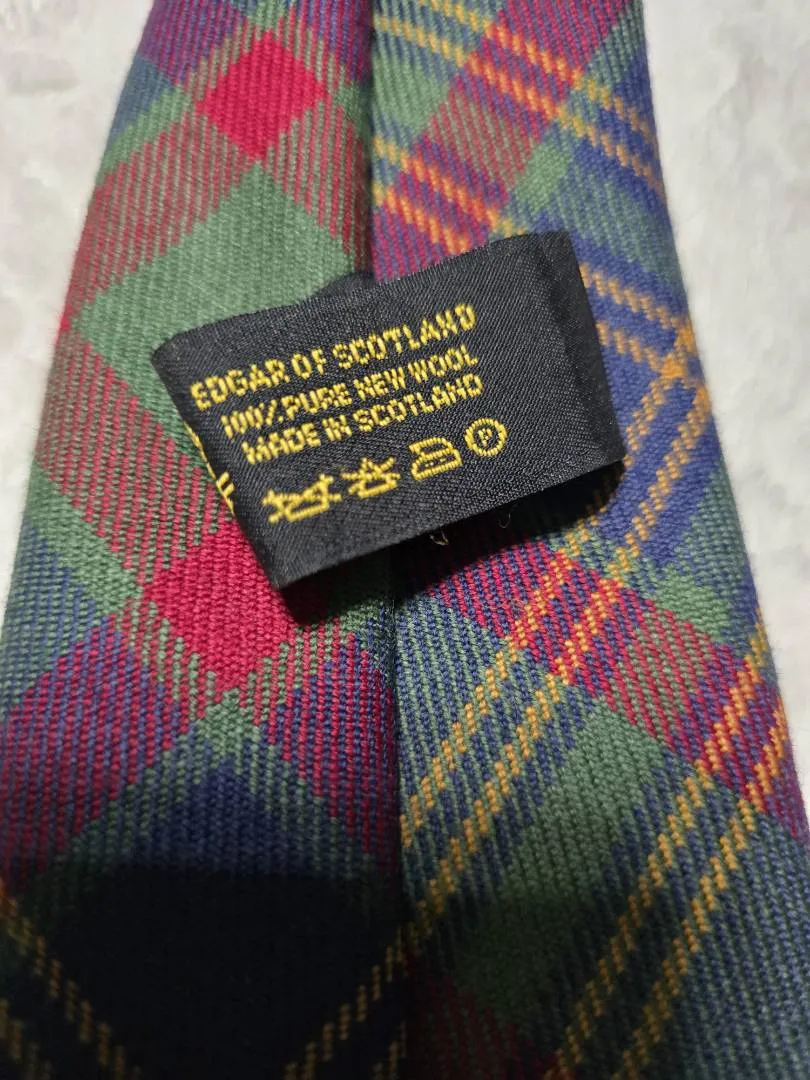 EDGAR OF SCOTLAND
100% PURE NEW WOOL
MADE IN SCOTLAND
P